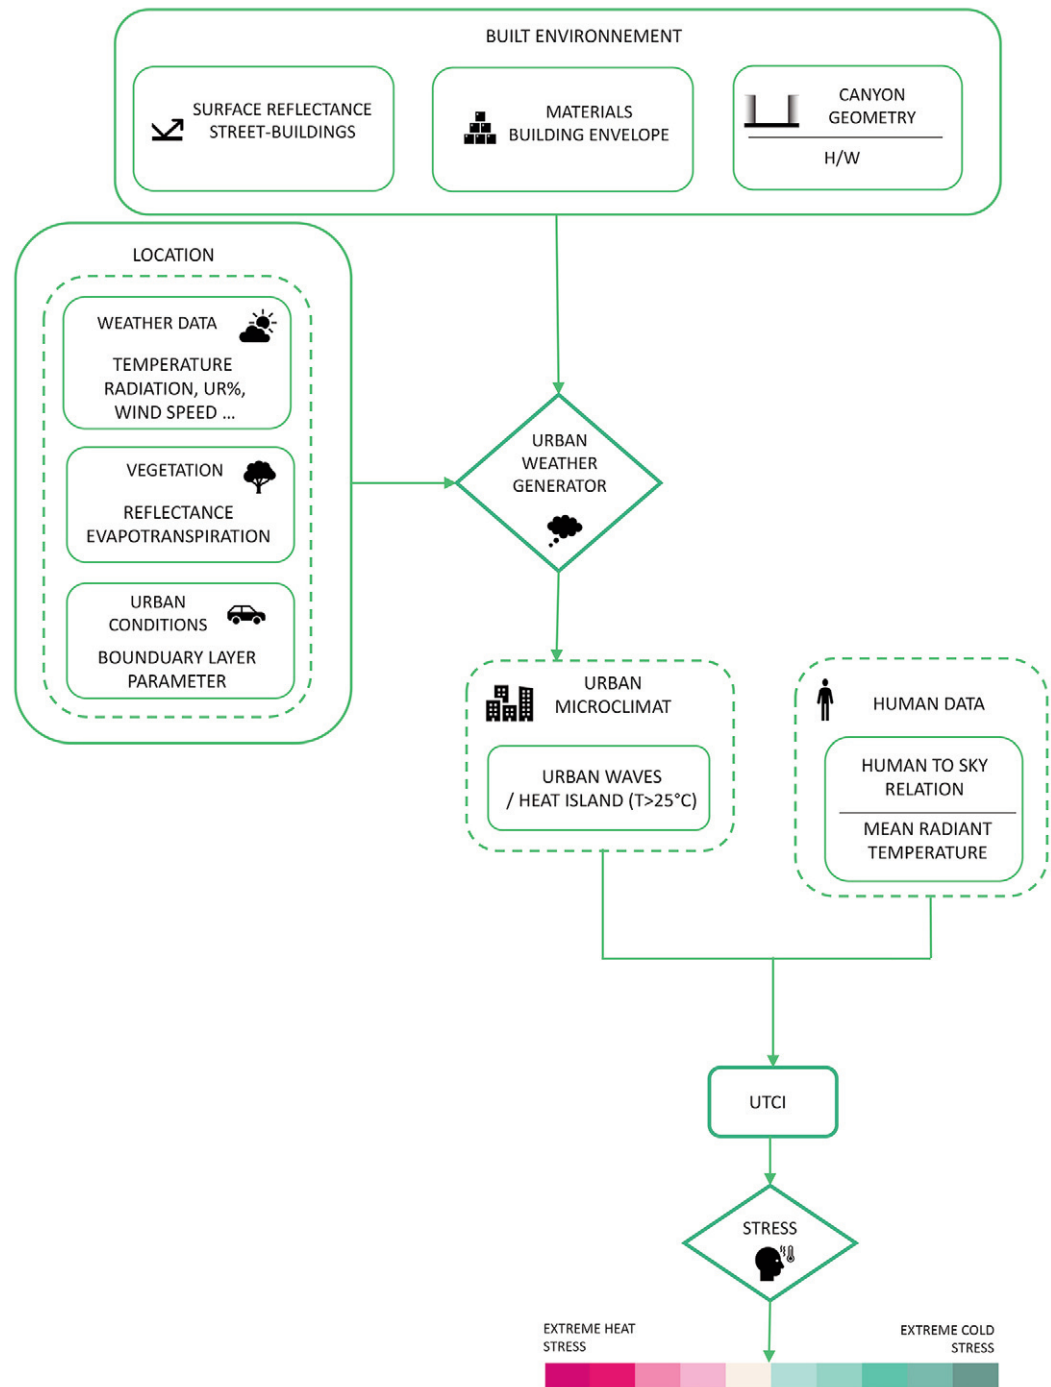 BUILT ENVIRONNEMENT
SURFACE REFLECTANCE
STREET-BUILDINGS
MATERIALS
BUILDING ENVELOPE
CANYON
GEOMETRY
H/W
LOCATION
WEATHER DATA
TEMPERATURE
RADIATION, UR%,
WIND SPEED ...
VEGETATION
REFLECTANCE
EVAPOTRANSPIRATION
URBAN
CONDITIONS
BOUNDUARY LAYER
PARAMETER
URBAN
WEATHER
GENERATOR
URBAN
MICROCLIMAT
URBAN WAVES
/ HEAT ISLAND (T>25°C)
HUMAN DATA
HUMAN TO SKY
RELATION
MEAN RADIANT
TEMPERATURE
UTCI
STRESS
EXTREME HEAT
STRESS
EXTREME COLD
STRESS